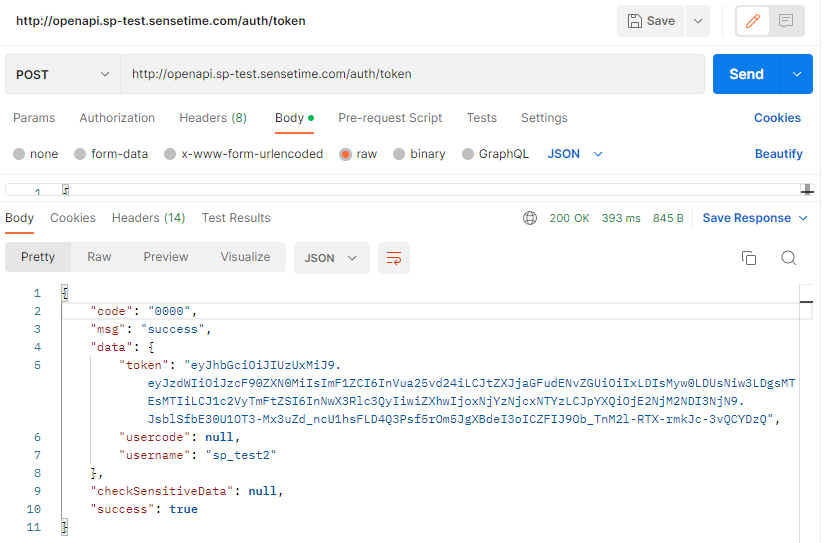 http://openapi.sp-test.sensetime.com/auth/token
Save
POST http://openapi.sp-test.sensetime.com/auth/token Send
Params Authorization Headers (8) Body Pre-request Script Tests Settings Cookies
none form-data x-www-form-urlencoded raw binary GraphQL JSON Beautify
1 {
Body Cookies Headers (14) Test Results 200 OK 393 ms 845 B Save Response
Pretty Raw Preview Visualize JSON
1 {
2 "code": "0000",
3 "msg": "success",
4 "data": {
5 "token": "eyJhbGciOiJIUzUxMiJ9.
eyJzdWIiOiJzcF90ZXN0MiIsImF1ZCI6InVua25vd24iLCJtZXJjaGFudENvZGUiOiIxLDIsMyw0LDUsNiw3LDgsMT
EsMTIiLCJ1c2VyTmFtZSI6InNwX3Rlc3QyIiwiZXhwIjoxNjYzNjcxNTYzLCJpYXQiOjE2NjM2NDI3NjN9.
JsblSfbE30U1OT3-Mx3uZd_ncU1hsFLD4Q3Psf5rOm5JgXBdeI3oICZFIJ9Ob_TnM2l-RTX-rmkJc-3vQCYDzQ",
6 "usercode": null,
7 "username": "sp_test2"
8 },
9 "checkSensitiveData": null,
10 "success": true
11 }